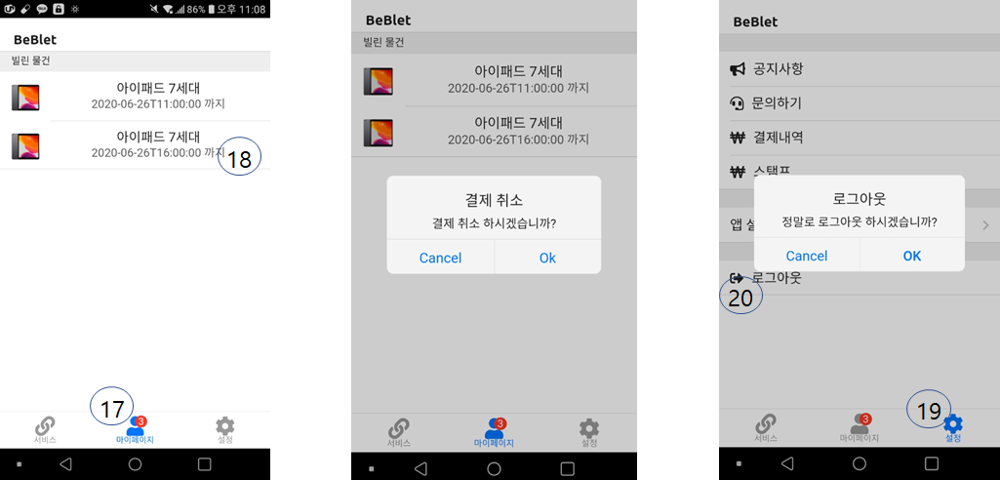 86% 오후 11:08
BeBlet
빌린 물건
아이패드 7세대
2020-06-26T11:00:00 까지
아이패드 7세대
2020-06-26T16:00:00 까지
18
17
3
서비스
마이페이지
설정
BeBlet
빌린 물건
아이패드 7세대
2020-06-26T11:00:00 까지
아이패드 7세대
2020-06-26T16:00:00 까지
결제 취소
결제 취소 하시겠습니까?
Cancel
Ok
3
서비스
마이페이지
설정
BeBlet
공지사항
문의하기
₩ 결제내역
₩ 스탬프
로그아웃
정말로 로그아웃 하시겠습니까?
앱 설
Cancel
OK
로그아웃
20
19
3
서비스
마이페이지
설정